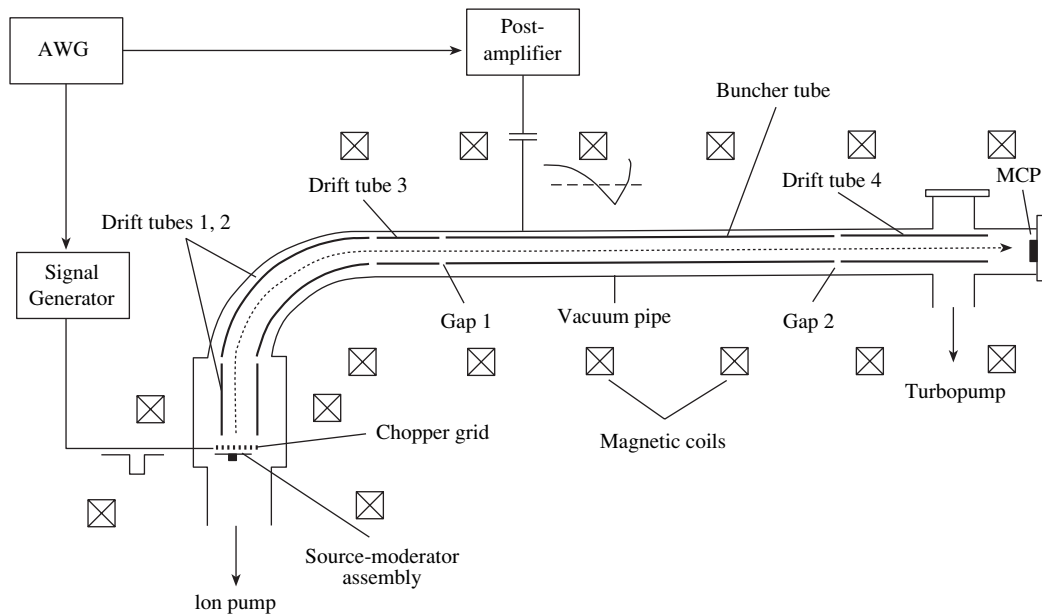 AWG
Post-
amplifier
Buncher tube
Drift tube 3
Drift tube 4
MCP
Drift tubes 1, 2
Signal
Generator
Gap 1
Vacuum pipe
Gap 2
Turbopump
Chopper grid
Magnetic coils
Source-moderator
assembly
Ion pump